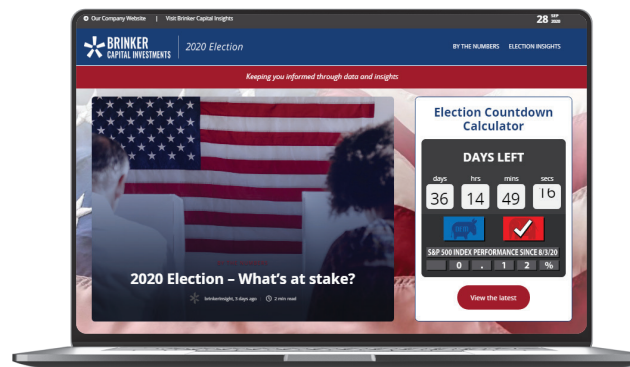 Our Company Website | Visit Brinker Capital Insights
28 SEP 2020
BRINKER
CAPITAL INVESTMENTS
2020 Election
BY THE NUMBERS ELECTION INSIGHTS
Keeping you informed through data and insights
Election Countdown
Calculator
DAYS LEFT
days hrs mins secs
36 14 49 16
S&P 500 INDEX PERFORMANCE SINCE 8/3/20
0 . 1 2 %
View the latest
2020 Election – What's at stake?
brinkerinsight, 5 days ago 2 min read